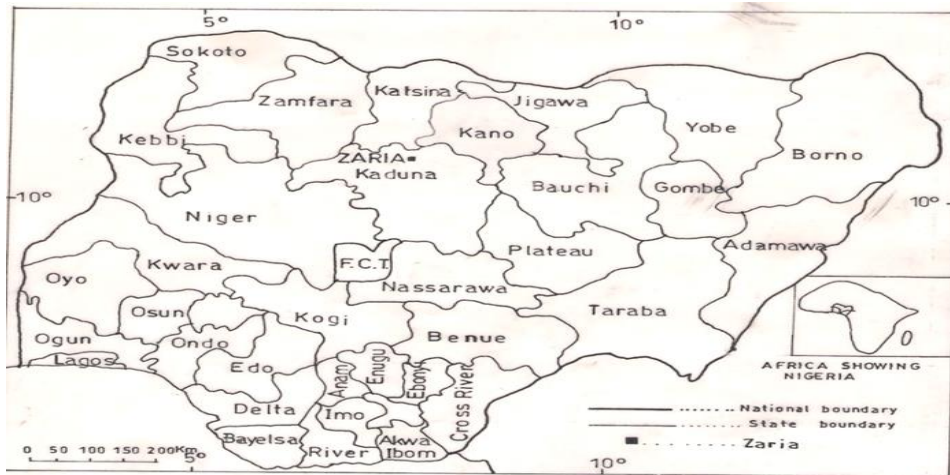 5°
10°
Sokoto
Katsina
Zamfara
Jigawa
Kano
Yobe
Kebbi
ZARIA
Borno
Kaduna
Bauchi
Gombe
10°
10°
Niger
Adamawa
Plateau
F.C.T.
Kwara
Oyo
Nassarawa
Taraba
Osun
Kogi
Ogun
Ondo
Benue
Lagos
Edo
Anam
Enugu
Ebony
Cross River
AFRICA SHOWING
NIGERIA
Delta
Imo
National boundary
State boundary
Bayelsa
Akwa
Ibom
River
Zaria
0 50 100 150 200Km
5°
10°